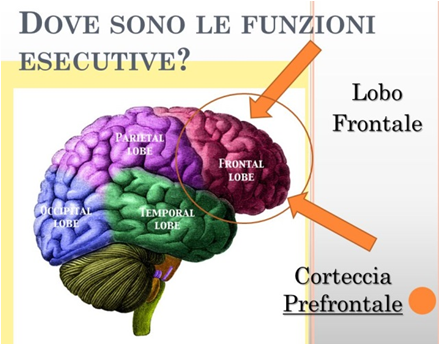 DOVE SONO LE FUNZIONI
ESECUTIVE?
Lobo
Frontale
PARIETAL
LOBE
FRONTAL
LOBE
OCCIPITAL
LOBE
TEMPORAL
LOBE
Corteccia
Prefrontale